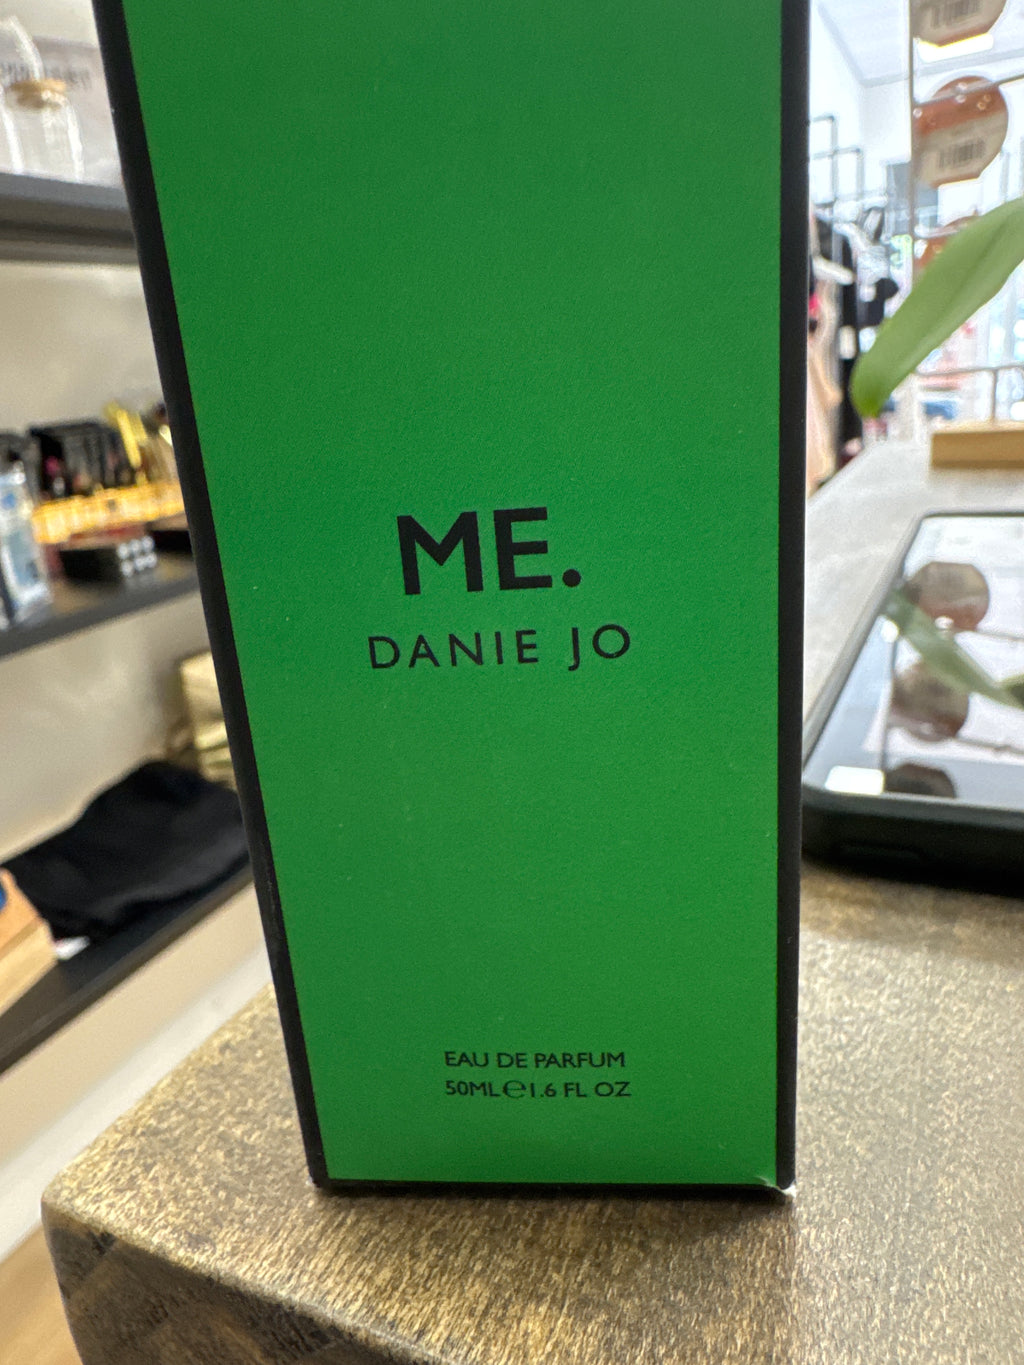 ME.
DANIE JO
EAU DE PARFUM
50ML℮1.6 FL OZ